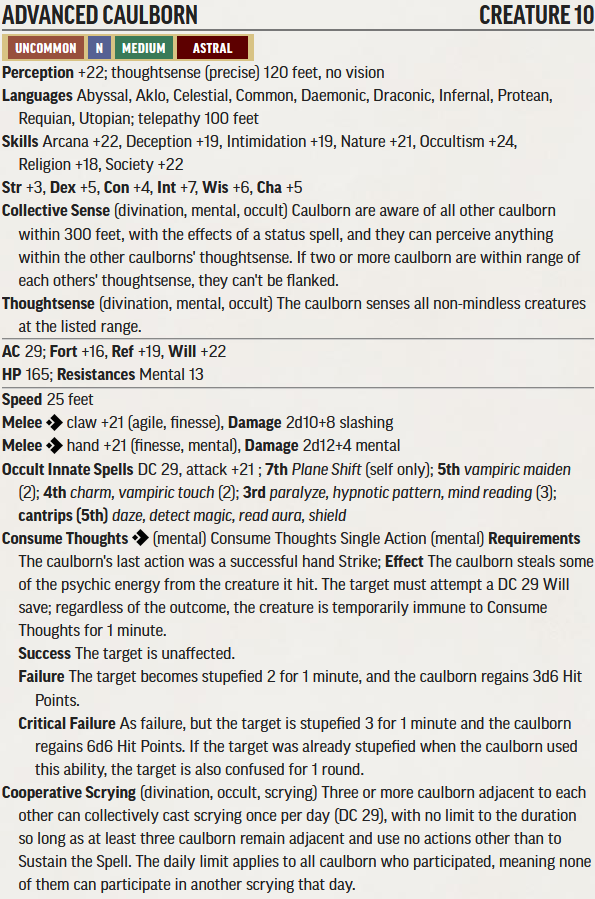 ADVANCED CAULBORN CREATURE 10
UNCOMMON N MEDIUM ASTRAL
Perception +22; thoughtsense (precise) 120 feet, no vision
Languages Abyssal, Aklo, Celestial, Common, Daemonic, Draconic, Infernal, Protean,
Requian, Utopian; telepathy 100 feet
Skills Arcana +22, Deception +19, Intimidation +19, Nature +21, Occultism +24,
Religion +18, Society +22
Str +3, Dex +5, Con +4, Int +7, Wis +6, Cha +5
Collective Sense (divination, mental, occult) Caulborn are aware of all other caulborn
within 300 feet, with the effects of a status spell, and they can perceive anything
within the other caulborns' thoughtsense. If two or more caulborn are within range of
each others' thoughtsense, they can't be flanked.
Thoughtsense (divination, mental, occult) The caulborn senses all non-mindless creatures
at the listed range.
AC 29; Fort +16, Ref +19, Will +22
HP 165; Resistances Mental 13
Speed 25 feet
Melee claw +21 (agile, finesse), Damage 2d10+8 slashing
Melee hand +21 (finesse, mental), Damage 2d12+4 mental
Occult Innate Spells DC 29, attack +21 ; 7th Plane Shift (self only); 5th vampiric maiden
(2); 4th charm, vampiric touch (2); 3rd paralyze, hypnotic pattern, mind reading (3);
cantrips (5th) daze, detect magic, read aura, shield
Consume Thoughts (mental) Consume Thoughts Single Action (mental) Requirements
The caulborn's last action was a successful hand Strike; Effect The caulborn steals some
of the psychic energy from the creature it hit. The target must attempt a DC 29 Will
save; regardless of the outcome, the creature is temporarily immune to Consume
Thoughts for 1 minute.
Success The target is unaffected.
Failure The target becomes stupefied 2 for 1 minute, and the caulborn regains 3d6 Hit
Points.
Critical Failure As failure, but the target is stupefied 3 for 1 minute and the caulborn
regains 6d6 Hit Points. If the target was already stupefied when the caulborn used
this ability, the target is also confused for 1 round.
Cooperative Scrying (divination, occult, scrying) Three or more caulborn adjacent to each
other can collectively cast scrying once per day (DC 29), with no limit to the duration
so long as at least three caulborn remain adjacent and use no actions other than to
Sustain the Spell. The daily limit applies to all caulborn who participated, meaning none
of them can participate in another scrying that day.